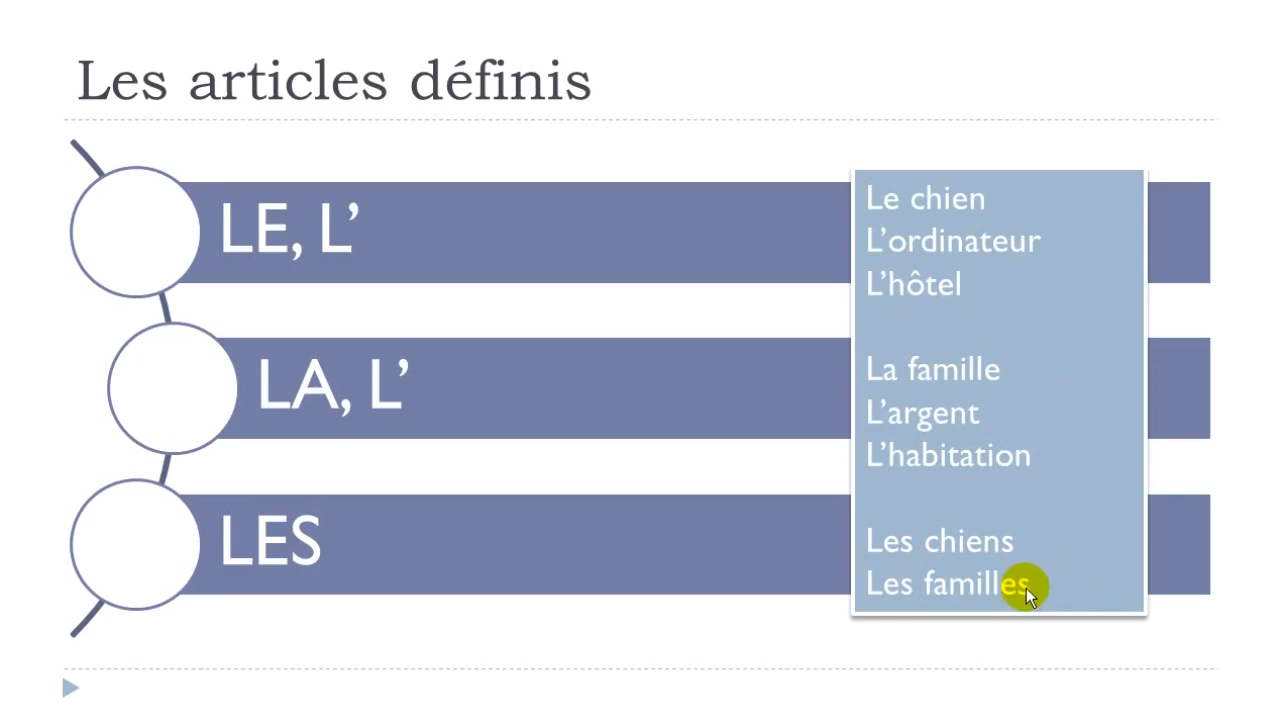 Les articles définis
LE, L’
LA, L’
LES
Le chien
L’ordinateur
L’hôtel
La famille
L’argent
L’habitation
Les chiens
Les familles